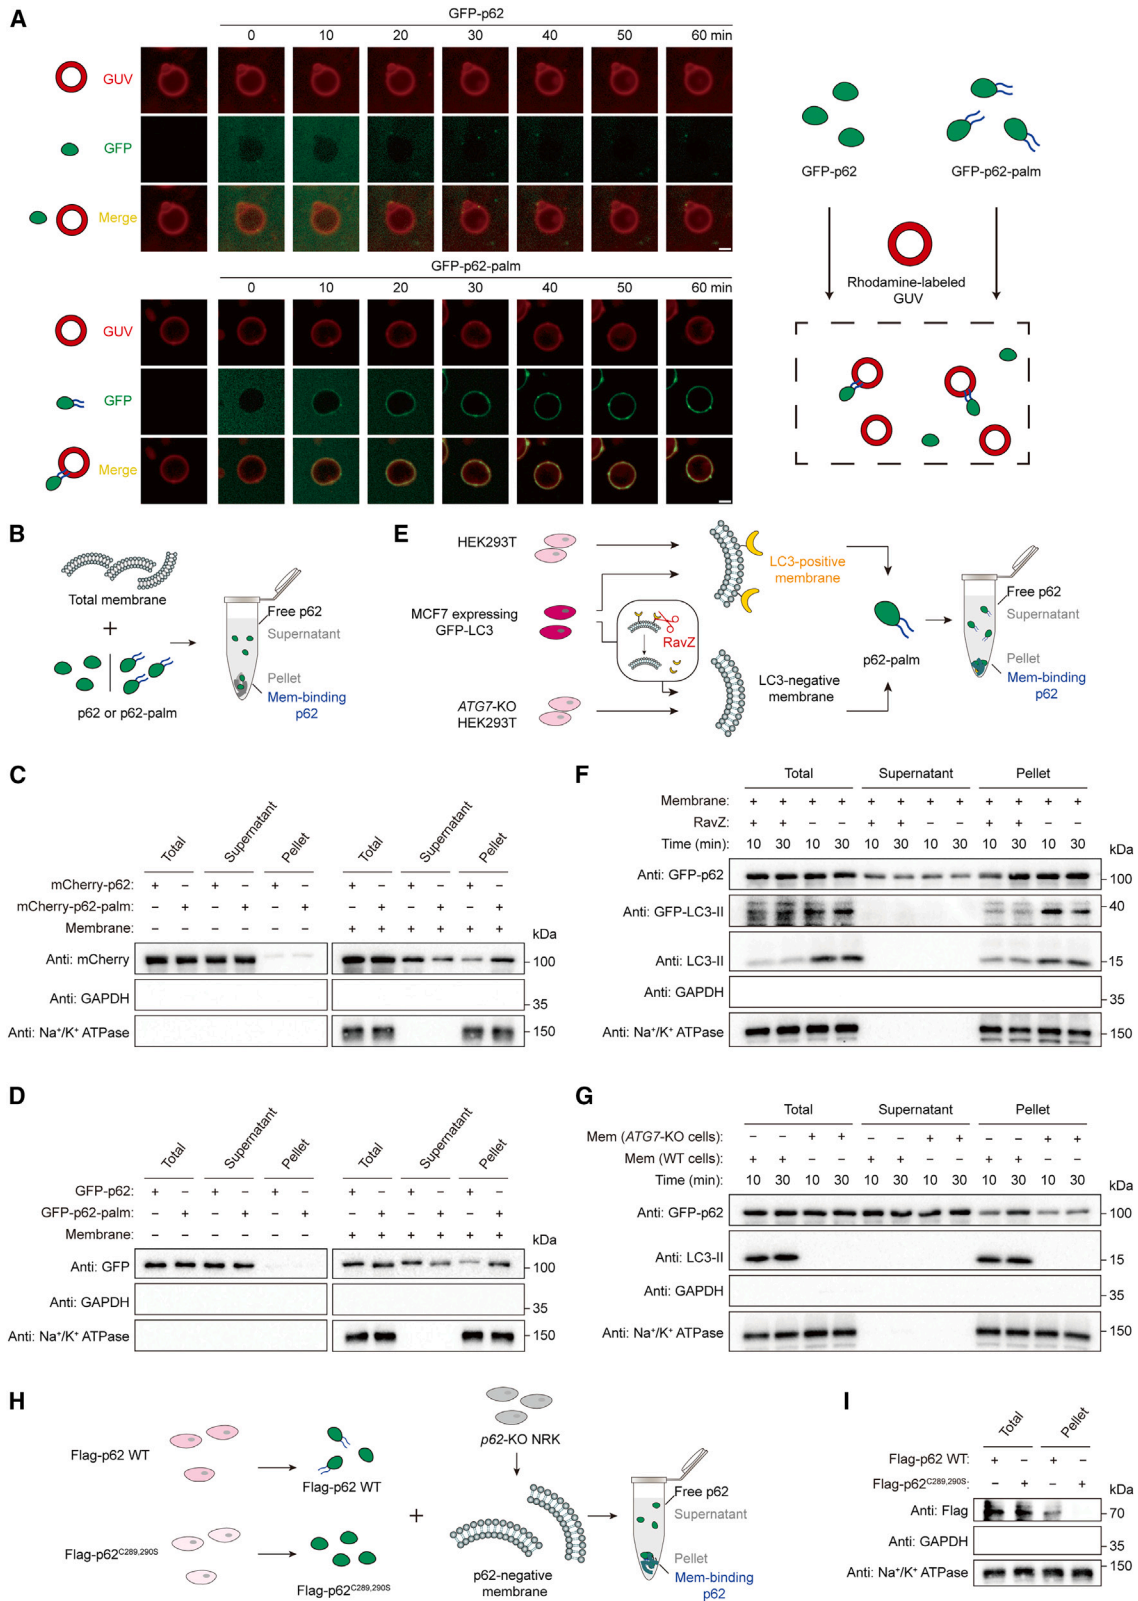 A
GFP-p62
0 10 20 30 40 50 60 min
GUV
GFP
Merge
GFP-p62-palm
0 10 20 30 40 50 60 min
GUV
GFP
Merge
GFP-p62 GFP-p62-palm
Rhodamine-labeled
GUV
B
Total membrane
+
p62 or p62-palm
Free p62
Supernatant
Pellet
Mem-binding
p62
E
HEK293T
MCF7 expressing
GFP-LC3
ATG7-KO
HEK293T
RavZ
LC3-positive
membrane
LC3-negative
membrane
p62-palm
Free p62
Supernatant
Pellet
Mem-binding
p62
C
Total Supernatant Pellet Total Supernatant Pellet
mCherry-p62: + – + – + – + – + – + –
mCherry-p62-palm: – + – + – + – + – + – +
Membrane: – – – – – – + + + + + +
kDa
Anti: mCherry 100
Anti: GAPDH 35
Anti: Na⁺/K⁺ ATPase 150
F
Total Supernatant Pellet
Membrane: + + + + + + + + + + + +
RavZ: + + – – + + – – + + – –
Time (min): 10 30 10 30 10 30 10 30 10 30 10 30
kDa
Anti: GFP-p62 100
Anti: GFP-LC3-II 40
Anti: LC3-II 15
Anti: GAPDH 35
Anti: Na⁺/K⁺ ATPase 150
D
Total Supernatant Pellet Total Supernatant Pellet
GFP-p62: + – + – + – + – + – + –
GFP-p62-palm: – + – + – + – + – + – +
Membrane: – – – – – – + + + + + +
kDa
Anti: GFP 100
Anti: GAPDH 35
Anti: Na⁺/K⁺ ATPase 150
G
Total Supernatant Pellet
Mem (ATG7-KO cells): – – + + – – + + – – + +
Mem (WT cells): + + – – + + – – + + – –
Time (min): 10 30 10 30 10 30 10 30 10 30 10 30
kDa
Anti: GFP-p62 100
Anti: LC3-II 15
Anti: GAPDH 35
Anti: Na⁺/K⁺ ATPase 150
H
Flag-p62 WT
Flag-p62 WT
Flag-p62C289,290S
Flag-p62C289,290S
+
p62-KO NRK
p62-negative
membrane
Free p62
Supernatant
Pellet
Mem-binding
p62
I
Total Pellet
Flag-p62 WT: + – + –
Flag-p62C289,290S: – + – +
kDa
Anti: Flag 70
Anti: GAPDH 35
Anti: Na⁺/K⁺ ATPase 150